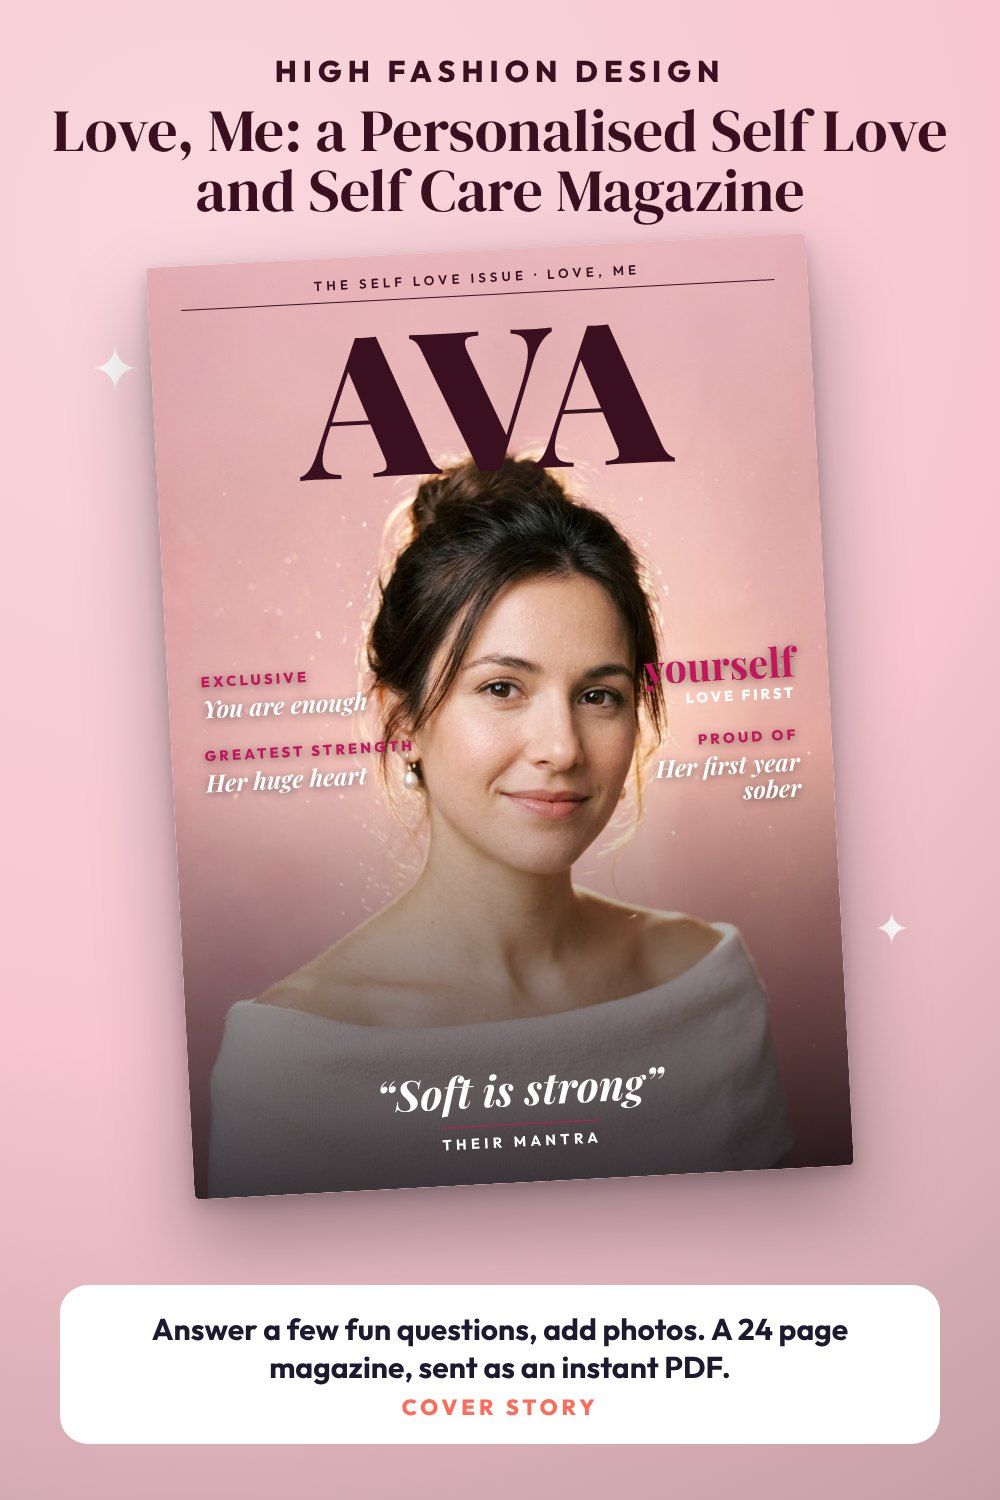 HIGH FASHION DESIGN
Love, Me: a Personalised Self Love
and Self Care Magazine
THE SELF LOVE ISSUE · LOVE, ME
AVA
EXCLUSIVE
You are enough
GREATEST STRENGTH
Her huge heart
yourself
LOVE FIRST
PROUD OF
Her first year
sober
“Soft is strong”
THEIR MANTRA
Answer a few fun questions, add photos. A 24 page
magazine, sent as an instant PDF.
COVER STORY